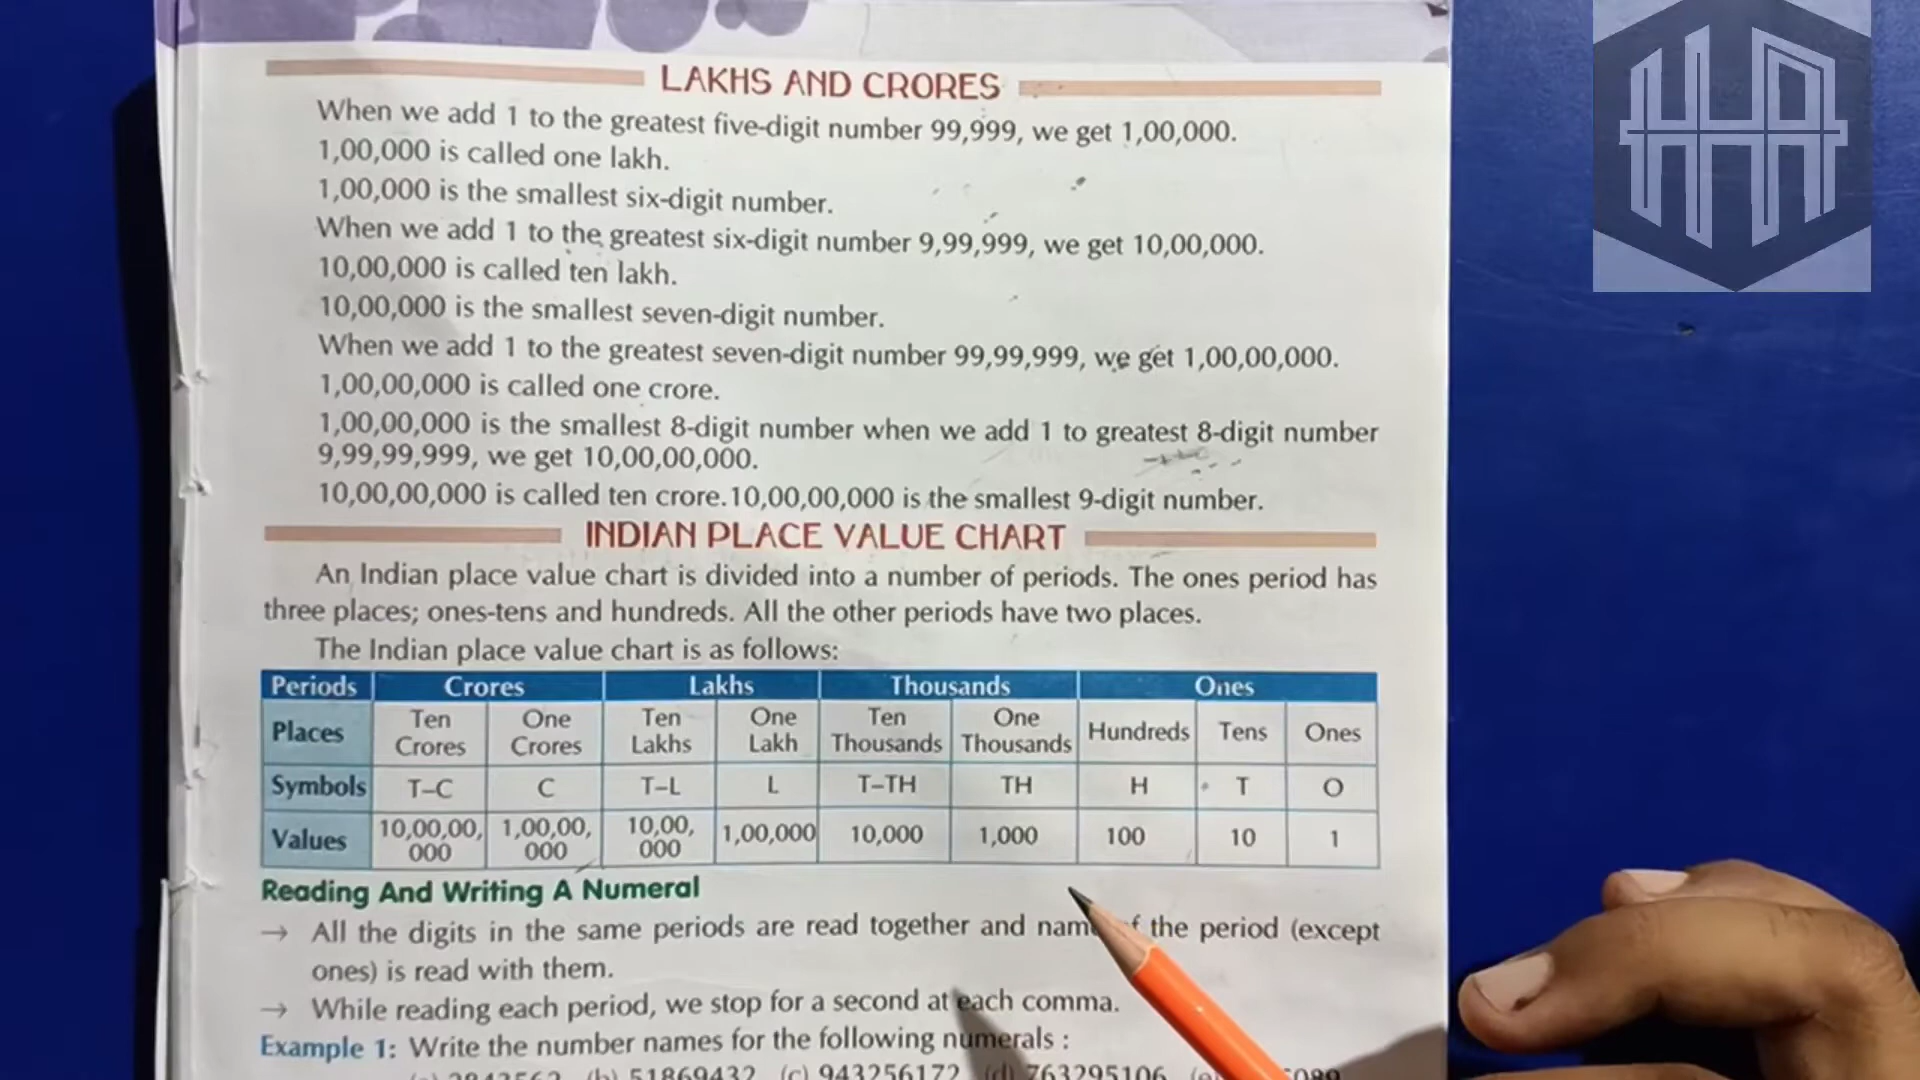 LAKHS AND CRORES
When we add 1 to the greatest five-digit number 99,999, we get 1,00,000.
1,00,000 is called one lakh.
1,00,000 is the smallest six-digit number.
When we add 1 to the greatest six-digit number 9,99,999, we get 10,00,000.
10,00,000 is called ten lakh.
10,00,000 is the smallest seven-digit number.
When we add 1 to the greatest seven-digit number 99,99,999, we get 1,00,00,000.
1,00,00,000 is called one crore.
1,00,00,000 is the smallest 8-digit number when we add 1 to greatest 8-digit number
9,99,99,999, we get 10,00,00,000.
10,00,00,000 is called ten crore.10,00,00,000 is the smallest 9-digit number.
INDIAN PLACE VALUE CHART
An Indian place value chart is divided into a number of periods. The ones period has
three places; ones-tens and hundreds. All the other periods have two places.
The Indian place value chart is as follows:
Periods Crores Lakhs Thousands Ones
Places Ten Crores One Crores Ten Lakhs One Lakh Ten Thousands One Thousands Hundreds Tens Ones
Symbols T–C C T–L L T–TH TH H T O
Values 10,00,00,000 1,00,00,000 10,00,000 1,00,000 10,000 1,000 100 10 1
Reading And Writing A Numeral
→ All the digits in the same periods are read together and the period (except
ones) is read with them.
→ While reading each period, we stop for a second at each comma.
Example 1: Write the number names for the following numerals :
(b) 51869432 (c) 943256172 (d) 763295106